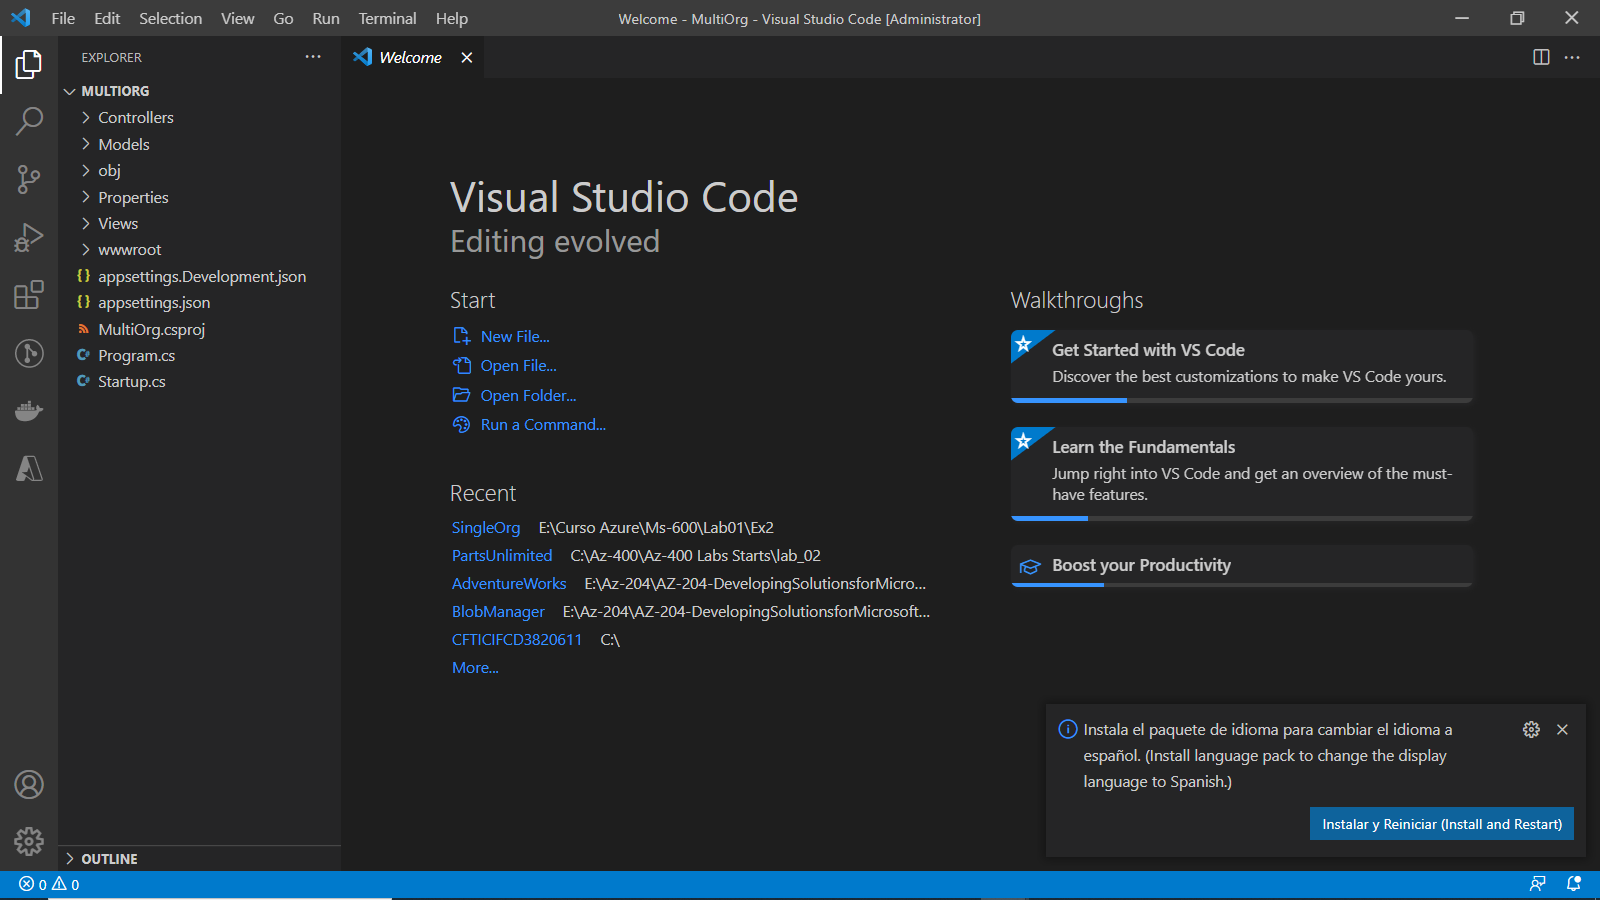 File Edit Selection View Go Run Terminal Help
Welcome - MultiOrg - Visual Studio Code [Administrator]
EXPLORER
MULTIORG
Controllers
Models
obj
Properties
Views
wwwroot
appsettings.Development.json
appsettings.json
MultiOrg.csproj
Program.cs
Startup.cs
OUTLINE
Welcome
Visual Studio Code
Editing evolved
Start
New File...
Open File...
Open Folder...
Run a Command...
Recent
SingleOrg E:\Curso Azure\Ms-600\Lab01\Ex2
PartsUnlimited C:\Az-400\Az-400 Labs Starts\lab_02
AdventureWorks E:\Az-204\AZ-204-DevelopingSolutionsforMicro...
BlobManager E:\Az-204\AZ-204-DevelopingSolutionsforMicrosoft...
CFTICIFCD3820611 C:\
More...
Walkthroughs
Get Started with VS Code
Discover the best customizations to make VS Code yours.
Learn the Fundamentals
Jump right into VS Code and get an overview of the must-
have features.
Boost your Productivity
Instala el paquete de idioma para cambiar el idioma a
español. (Install language pack to change the display
language to Spanish.)
Instalar y Reiniciar (Install and Restart)
0 0